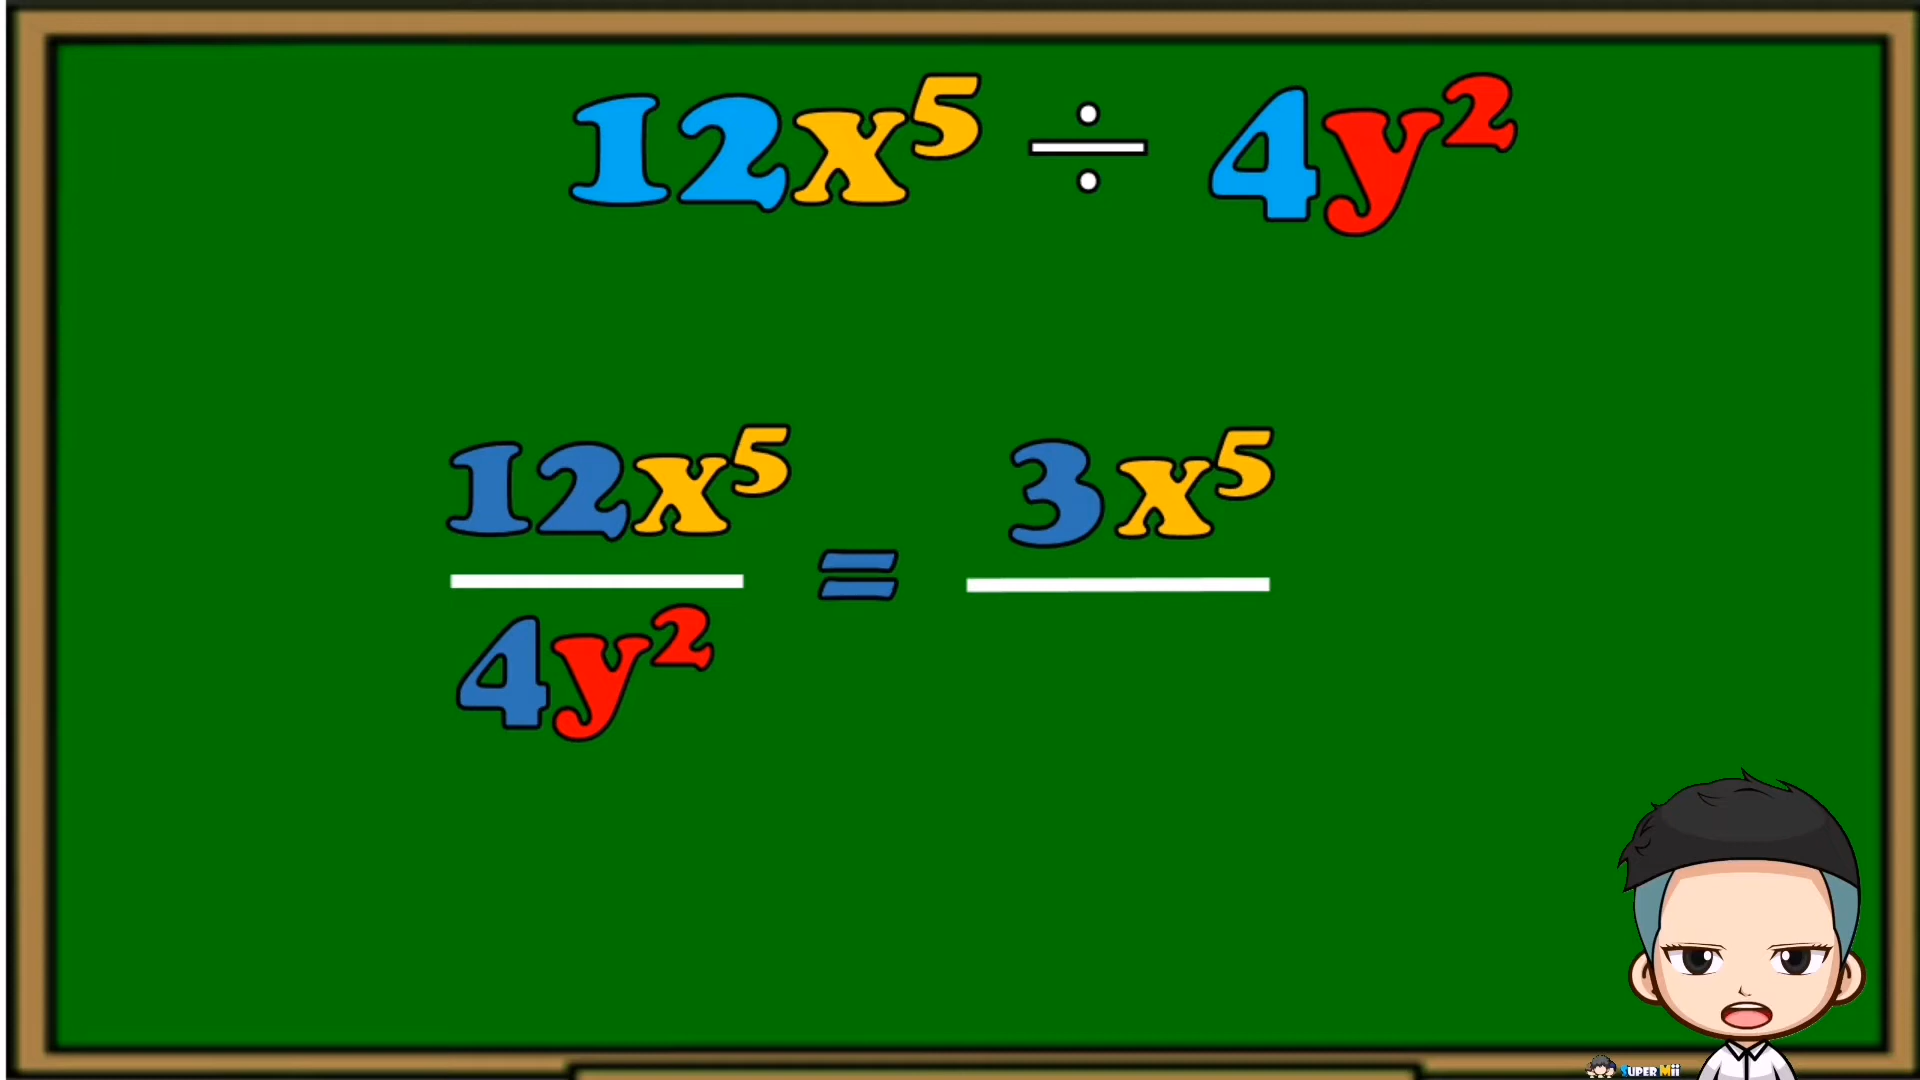 12x⁵ ÷ 4y²
12x⁵/4y² = 3x⁵/
SUPER Mii